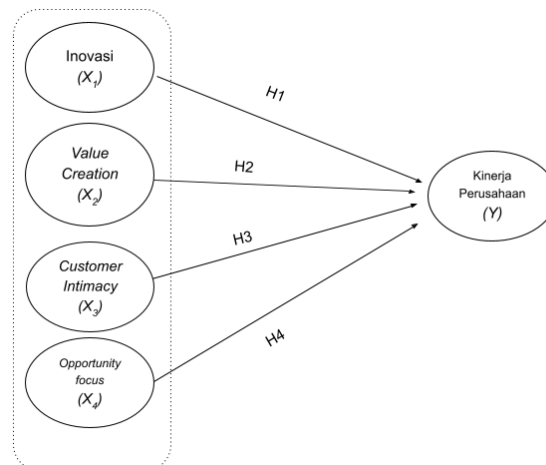 Inovasi
(X₁)
H1
Value
Creation
(X₂)
H2
Kinerja
Perusahaan
(Y)
Customer
Intimacy
(X₃)
H3
Opportunity
focus
(X₄)
H4